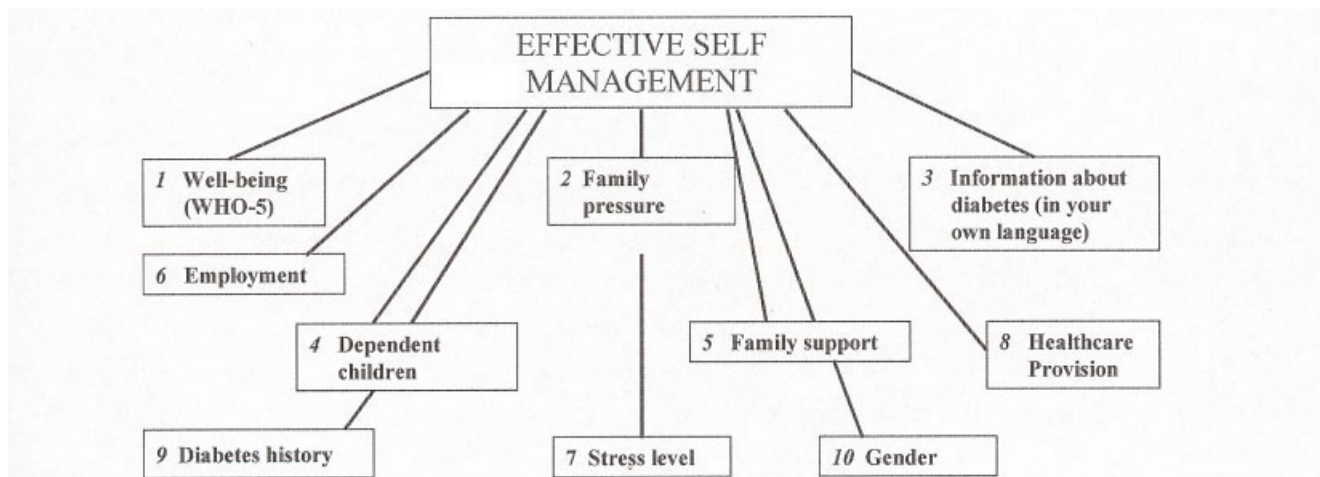 EFFECTIVE SELF
MANAGEMENT
1 Well-being
(WHO-5)
2 Family
pressure
3 Information about
diabetes (in your
own language)
6 Employment
4 Dependent
children
5 Family support
8 Healthcare
Provision
9 Diabetes history
7 Stress level
10 Gender